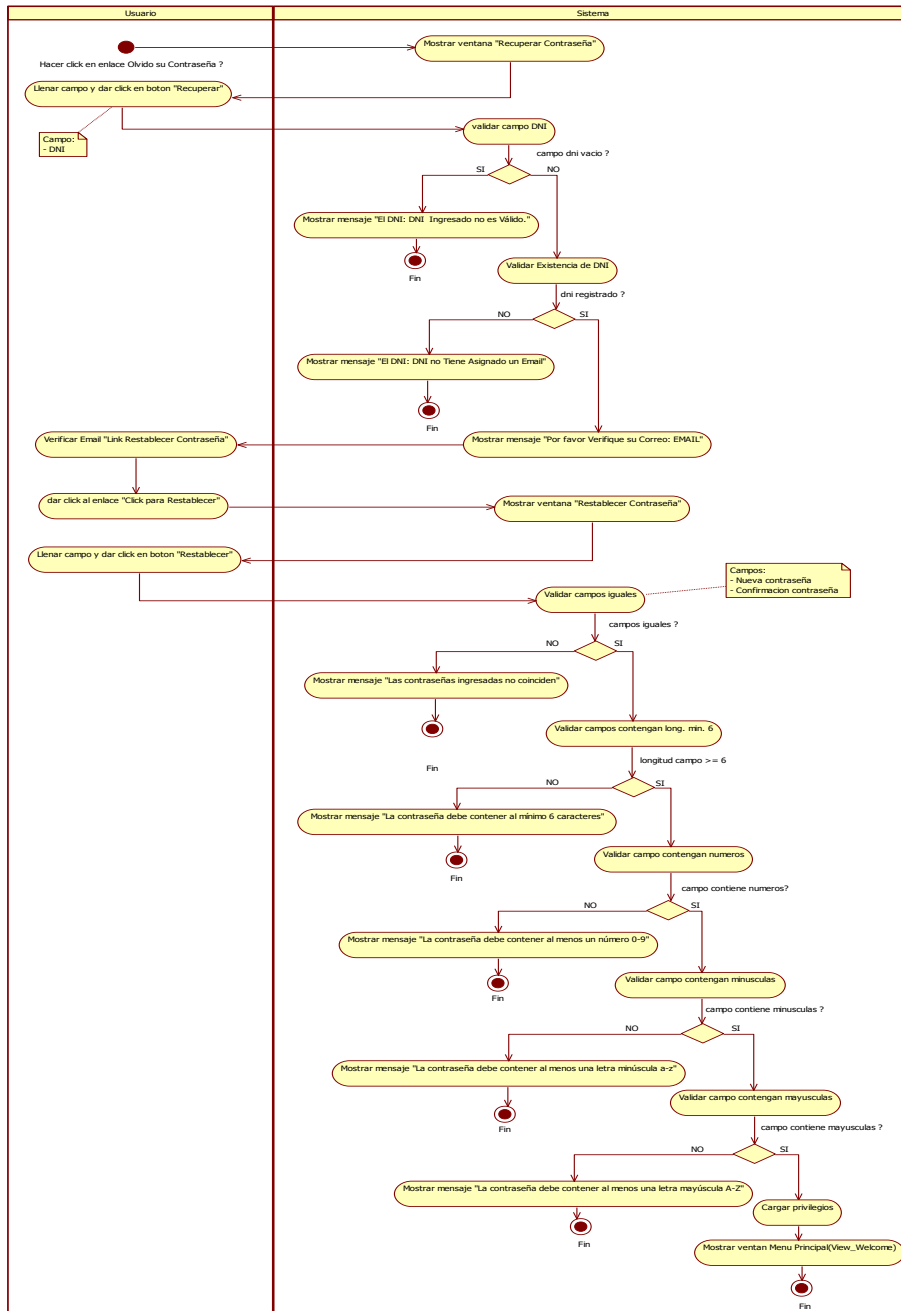 Usuario
Sistema
Mostrar ventana "Recuperar Contraseña"
Hacer click en enlace Olvido su Contraseña ?
Llenar campo y dar click en boton "Recuperar"
Campo:
- DNI
validar campo DNI
campo dni vacio ?
SI
NO
Mostrar mensaje "El DNI: DNI Ingresado no es Válido."
Fin
Validar Existencia de DNI
dni registrado ?
NO
SI
Mostrar mensaje "El DNI: DNI no Tiene Asignado un Email"
Fin
Verificar Email "Link Restablecer Contraseña"
Mostrar mensaje "Por favor Verifique su Correo: EMAIL"
dar click al enlace "Click para Restablecer"
Mostrar ventana "Restablecer Contraseña"
Llenar campo y dar click en boton "Restablecer"
Campos:
- Nueva contraseña
- Confirmacion contraseña
Validar campos iguales
campos iguales ?
NO
SI
Mostrar mensaje "Las contraseñas ingresadas no coinciden"
Fin
Validar campos contengan long. min. 6
longitud campo >= 6
NO
SI
Mostrar mensaje "La contraseña debe contener al mínimo 6 caracteres"
Fin
Validar campo contengan numeros
campo contiene numeros?
NO
SI
Mostrar mensaje "La contraseña debe contener al menos un número 0-9"
Fin
Validar campo contengan minusculas
campo contiene minusculas ?
NO
SI
Mostrar mensaje "La contraseña debe contener al menos una letra minúscula a-z"
Fin
Validar campo contengan mayusculas
campo contiene mayusculas ?
NO
SI
Mostrar mensaje "La contraseña debe contener al menos una letra mayúscula A-Z"
Fin
Cargar privilegios
Mostrar ventan Menu Principal(View_Welcome)
Fin